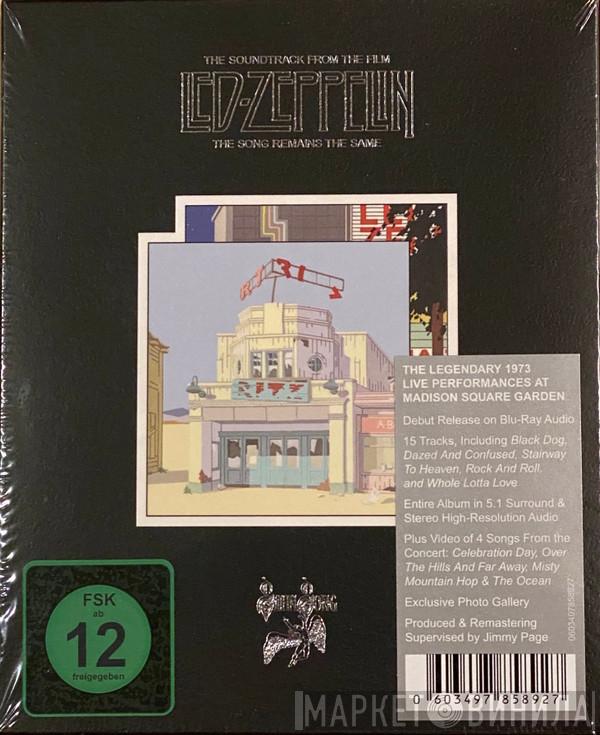 THE SOUNDTRACK FROM THE FILM
LED-ZEPPELIN
THE SONG REMAINS THE SAME
RITZ
AB
THE LEGENDARY 1973
LIVE PERFORMANCES AT
MADISON SQUARE GARDEN
Debut Release on Blu-Ray Audio
15 Tracks, Including Black Dog,
Dazed And Confused, Stairway
To Heaven, Rock And Roll,
and Whole Lotta Love
Entire Album in 5.1 Surround &
Stereo High-Resolution Audio
Plus Video of 4 Songs From the
Concert: Celebration Day, Over
The Hills And Far Away, Misty
Mountain Hop & The Ocean
Exclusive Photo Gallery
Produced & Remastering
Supervised by Jimmy Page
0 603497 858927
FSK
ab
12
freigegeben
МАРКЕТ ВИНИЛА